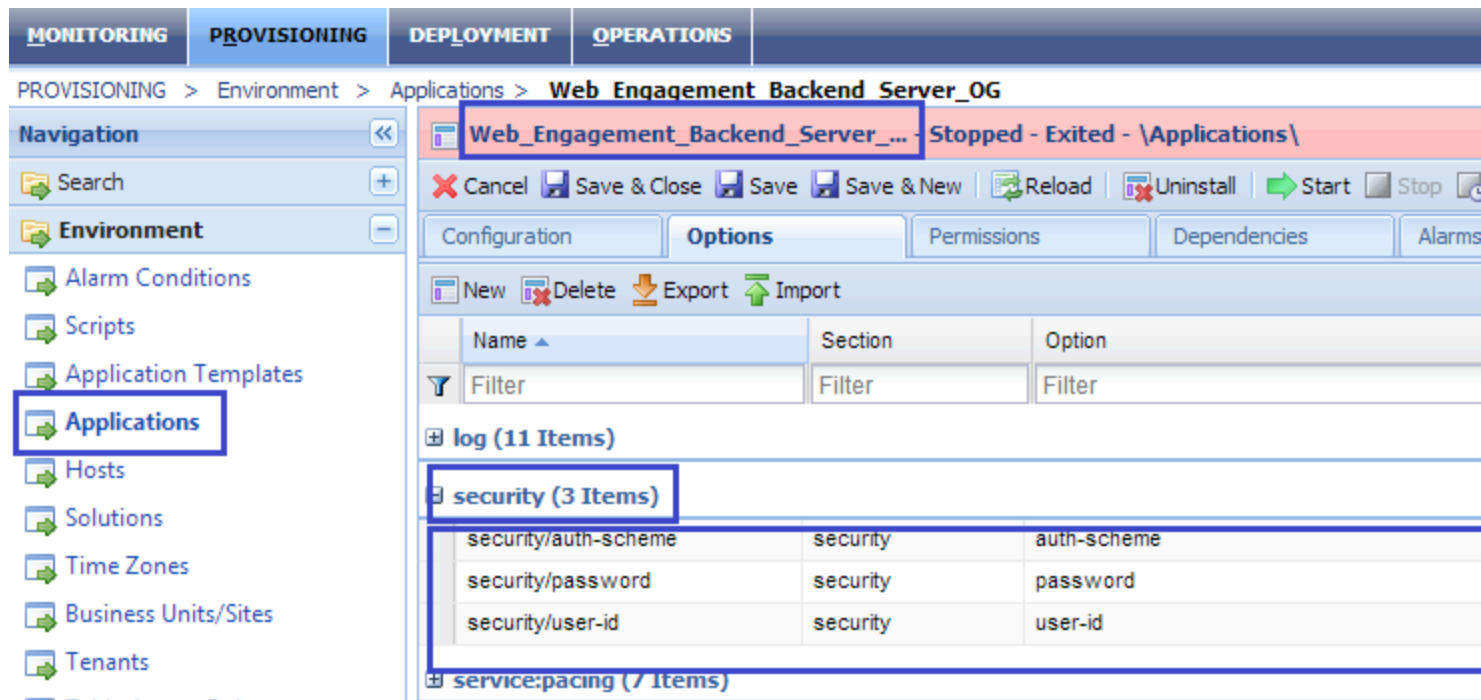 MONITORING PROVISIONING DEPLOYMENT OPERATIONS
PROVISIONING > Environment > Applications > Web_Engagement_Backend_Server_OG
Navigation
Web_Engagement_Backend_Server_... - Stopped - Exited - \Applications\
Search
Cancel Save & Close Save Save & New Reload Uninstall Start Stop
Environment
Configuration Options Permissions Dependencies Alarms
Alarm Conditions
New Delete Export Import
Scripts
Name Section Option
Application Templates
Filter Filter Filter
Applications
log (11 Items)
Hosts
security (3 Items)
Solutions
security/auth-scheme security auth-scheme
Time Zones
security/password security password
Business Units/Sites
security/user-id security user-id
Tenants
service:pacing (7 Items)